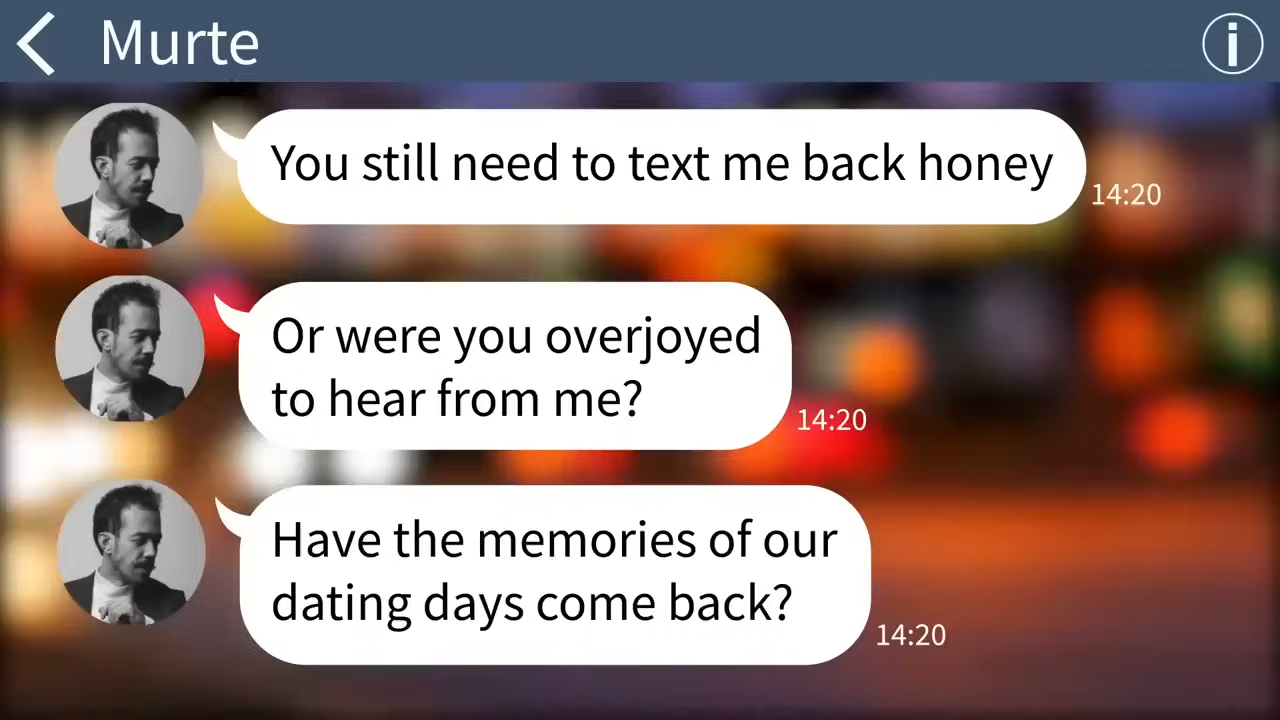 Murte
You still need to text me back honey
14:20
Or were you overjoyed
to hear from me?
14:20
Have the memories of our
dating days come back?
14:20